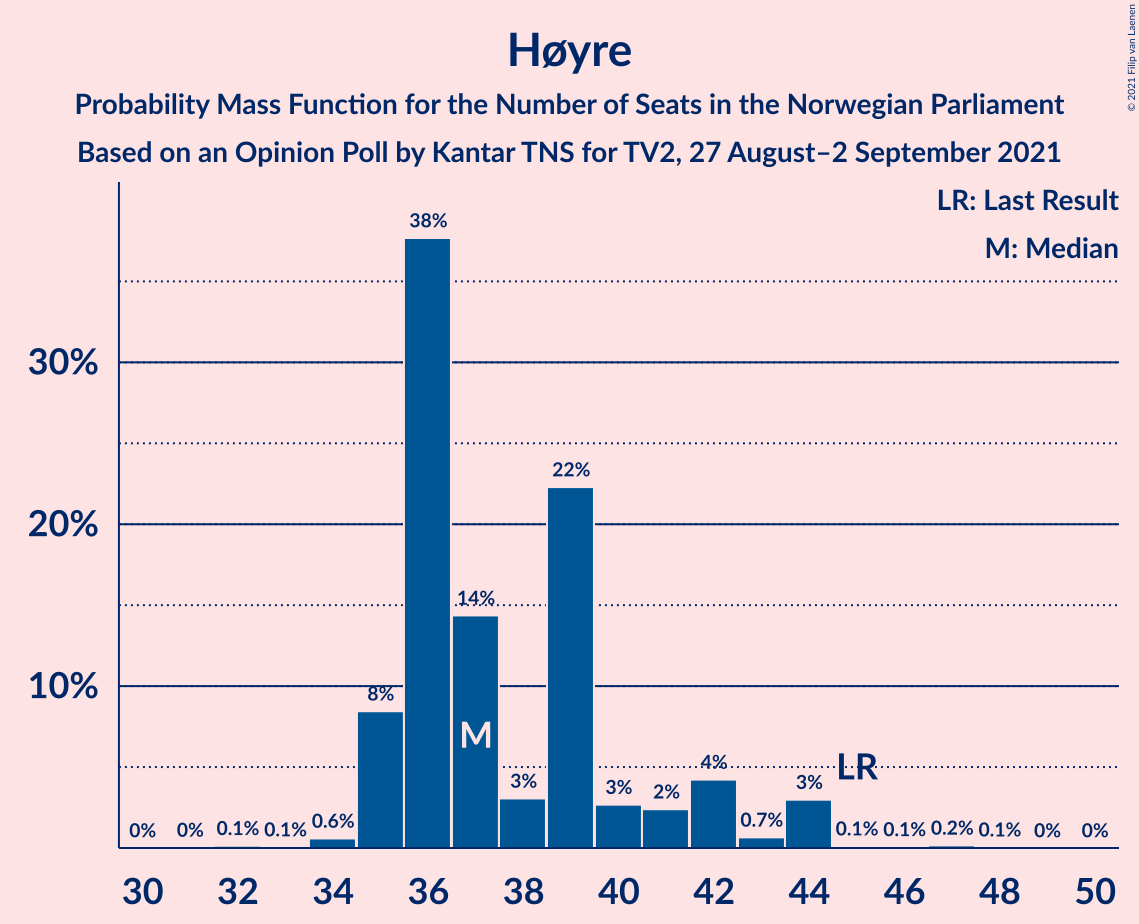 Høyre
Probability Mass Function for the Number of Seats in the Norwegian Parliament
Based on an Opinion Poll by Kantar TNS for TV2, 27 August–2 September 2021
© 2021 Filip van Laenen
LR: Last Result
M: Median
30%
20%
10%
0%
0%
0.1%
0.1%
0.6%
8%
38%
14%
3%
22%
3%
2%
4%
0.7%
3%
0.1%
0.1%
0.2%
0.1%
0%
0%
M
LR
30 32 34 36 38 40 42 44 46 48 50